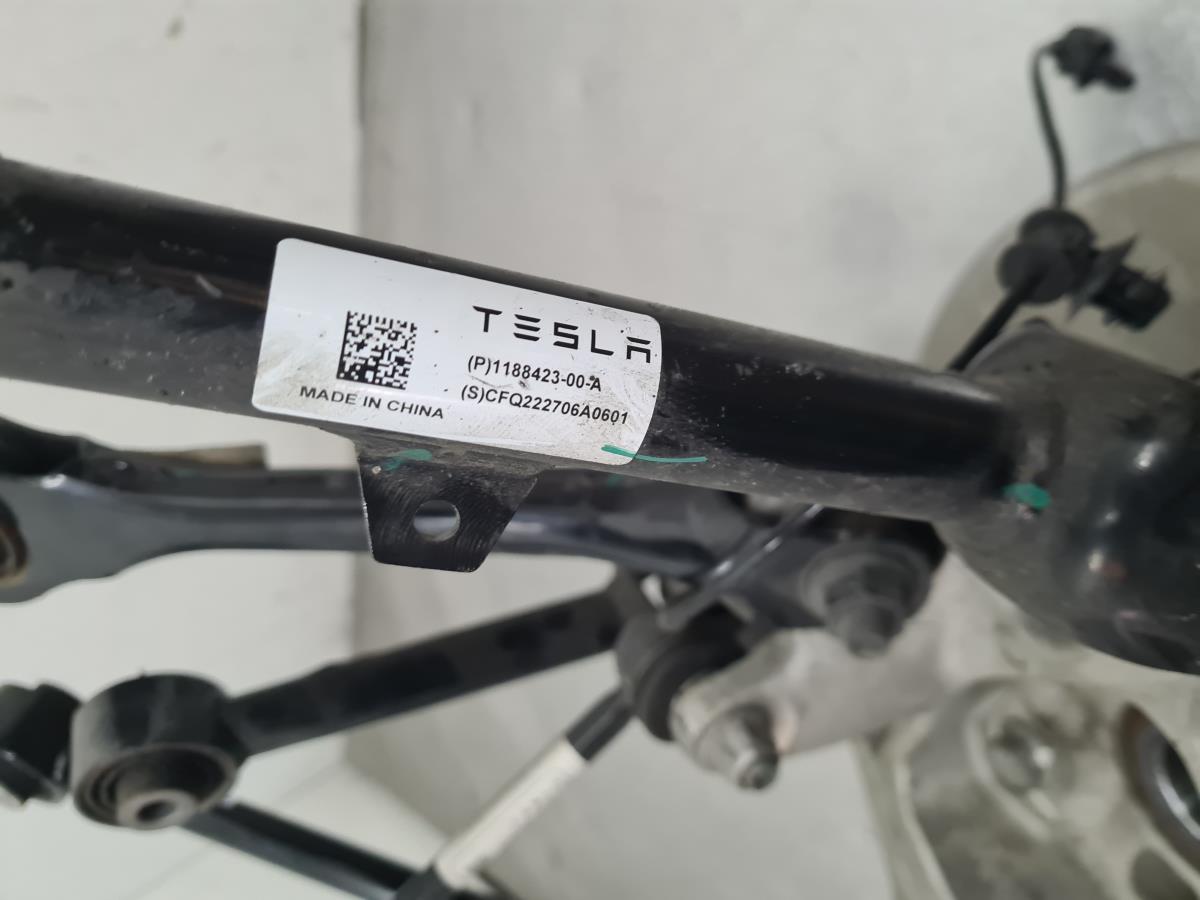 TESLA
(P)1188423-00-A
(S)CFQ222706A0601
MADE IN CHINA